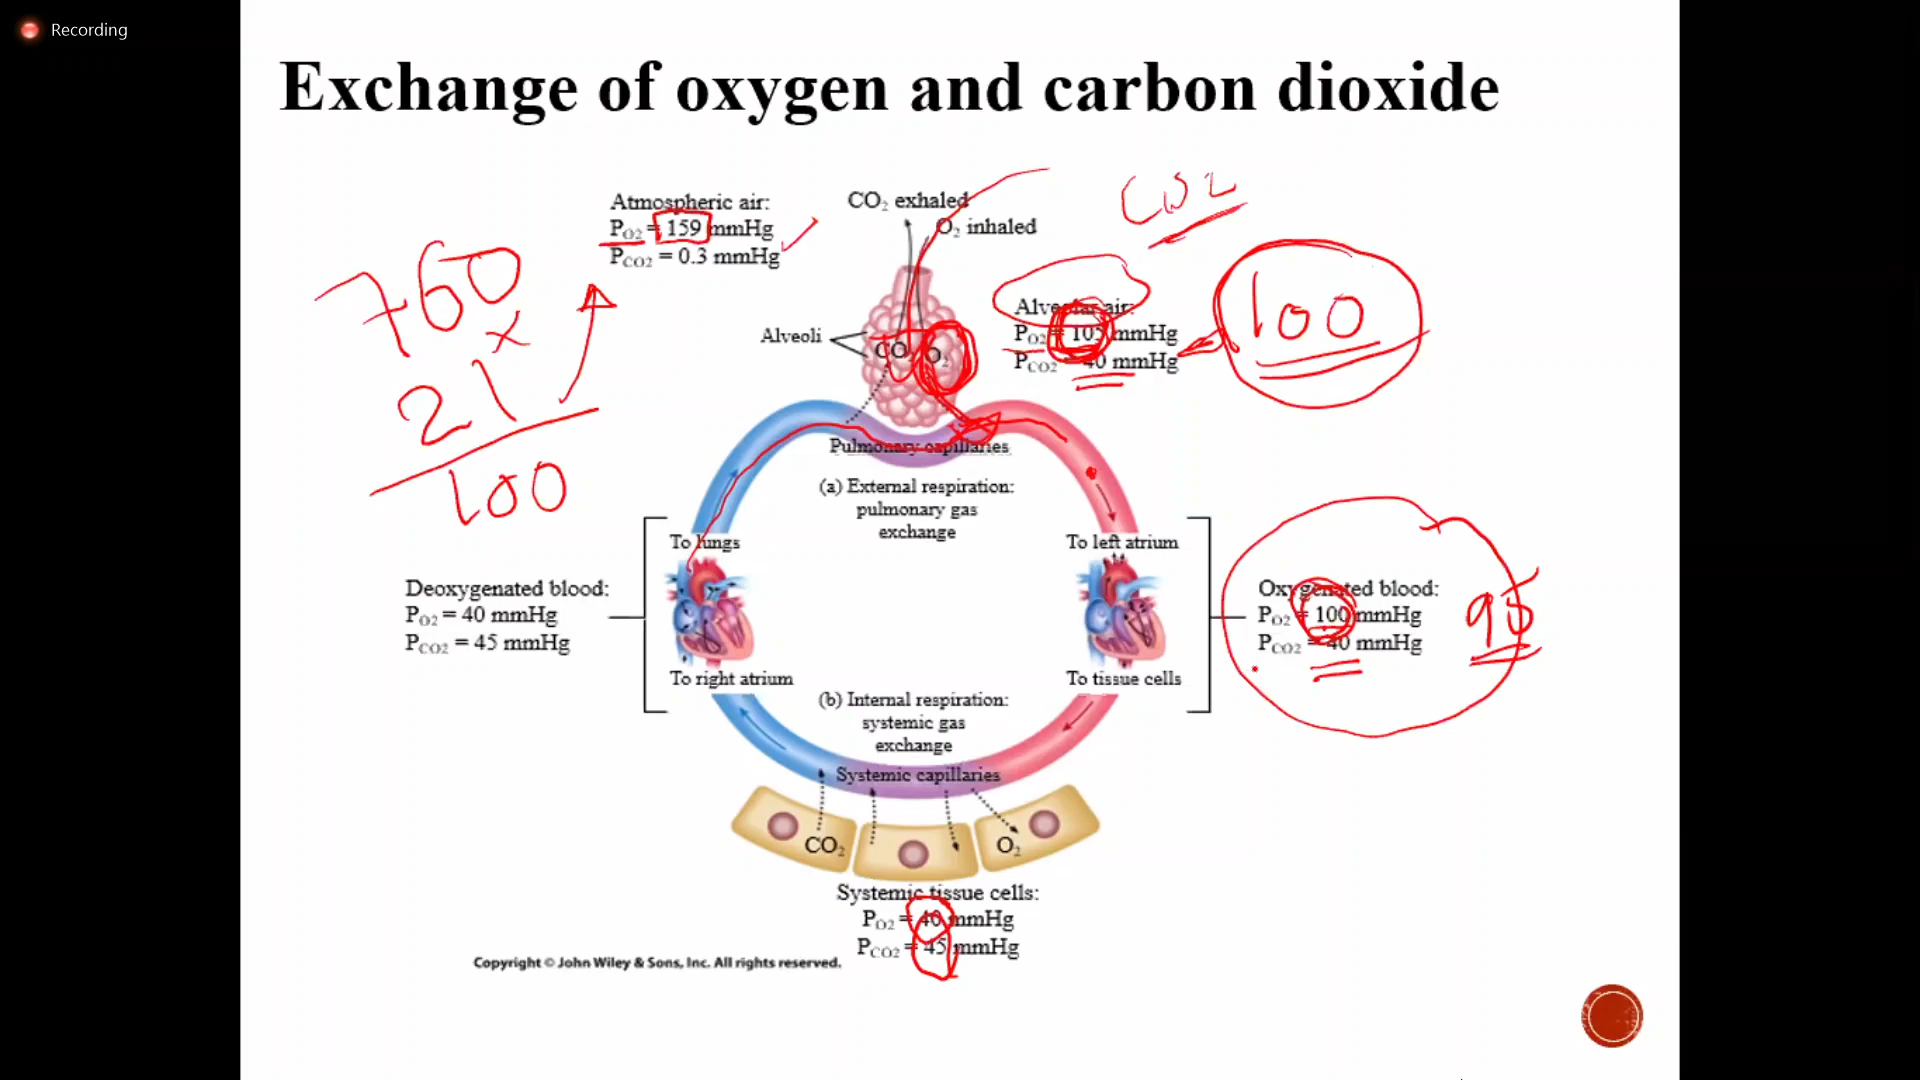 Recording
Exchange of oxygen and carbon dioxide
Atmospheric air:
PO2 = 159 mmHg
PCO2 = 0.3 mmHg
CO2 exhaled
O2 inhaled
CO2
760
x
21
100
Alveoli
CO2 O2
Alveolar air:
PO2 = 105 mmHg
PCO2 = 40 mmHg
100
Pulmonary capillaries
(a) External respiration:
pulmonary gas
exchange
To lungs
To left atrium
Deoxygenated blood:
PO2 = 40 mmHg
PCO2 = 45 mmHg
Oxygenated blood:
PO2 = 100 mmHg
PCO2 = 40 mmHg
95
To right atrium
To tissue cells
(b) Internal respiration:
systemic gas
exchange
Systemic capillaries
CO2
O2
Systemic tissue cells:
PO2 = 40 mmHg
PCO2 = 45 mmHg
Copyright © John Wiley & Sons, Inc. All rights reserved.